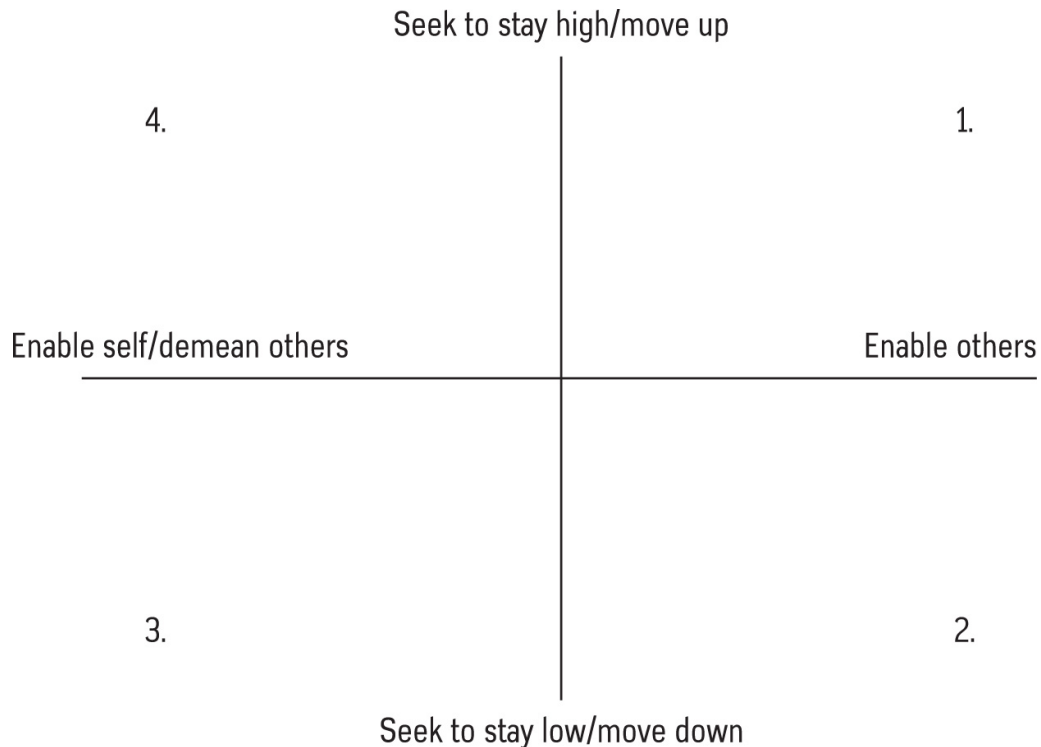 Seek to stay high/move up
4.
1.
Enable self/demean others
Enable others
3.
2.
Seek to stay low/move down